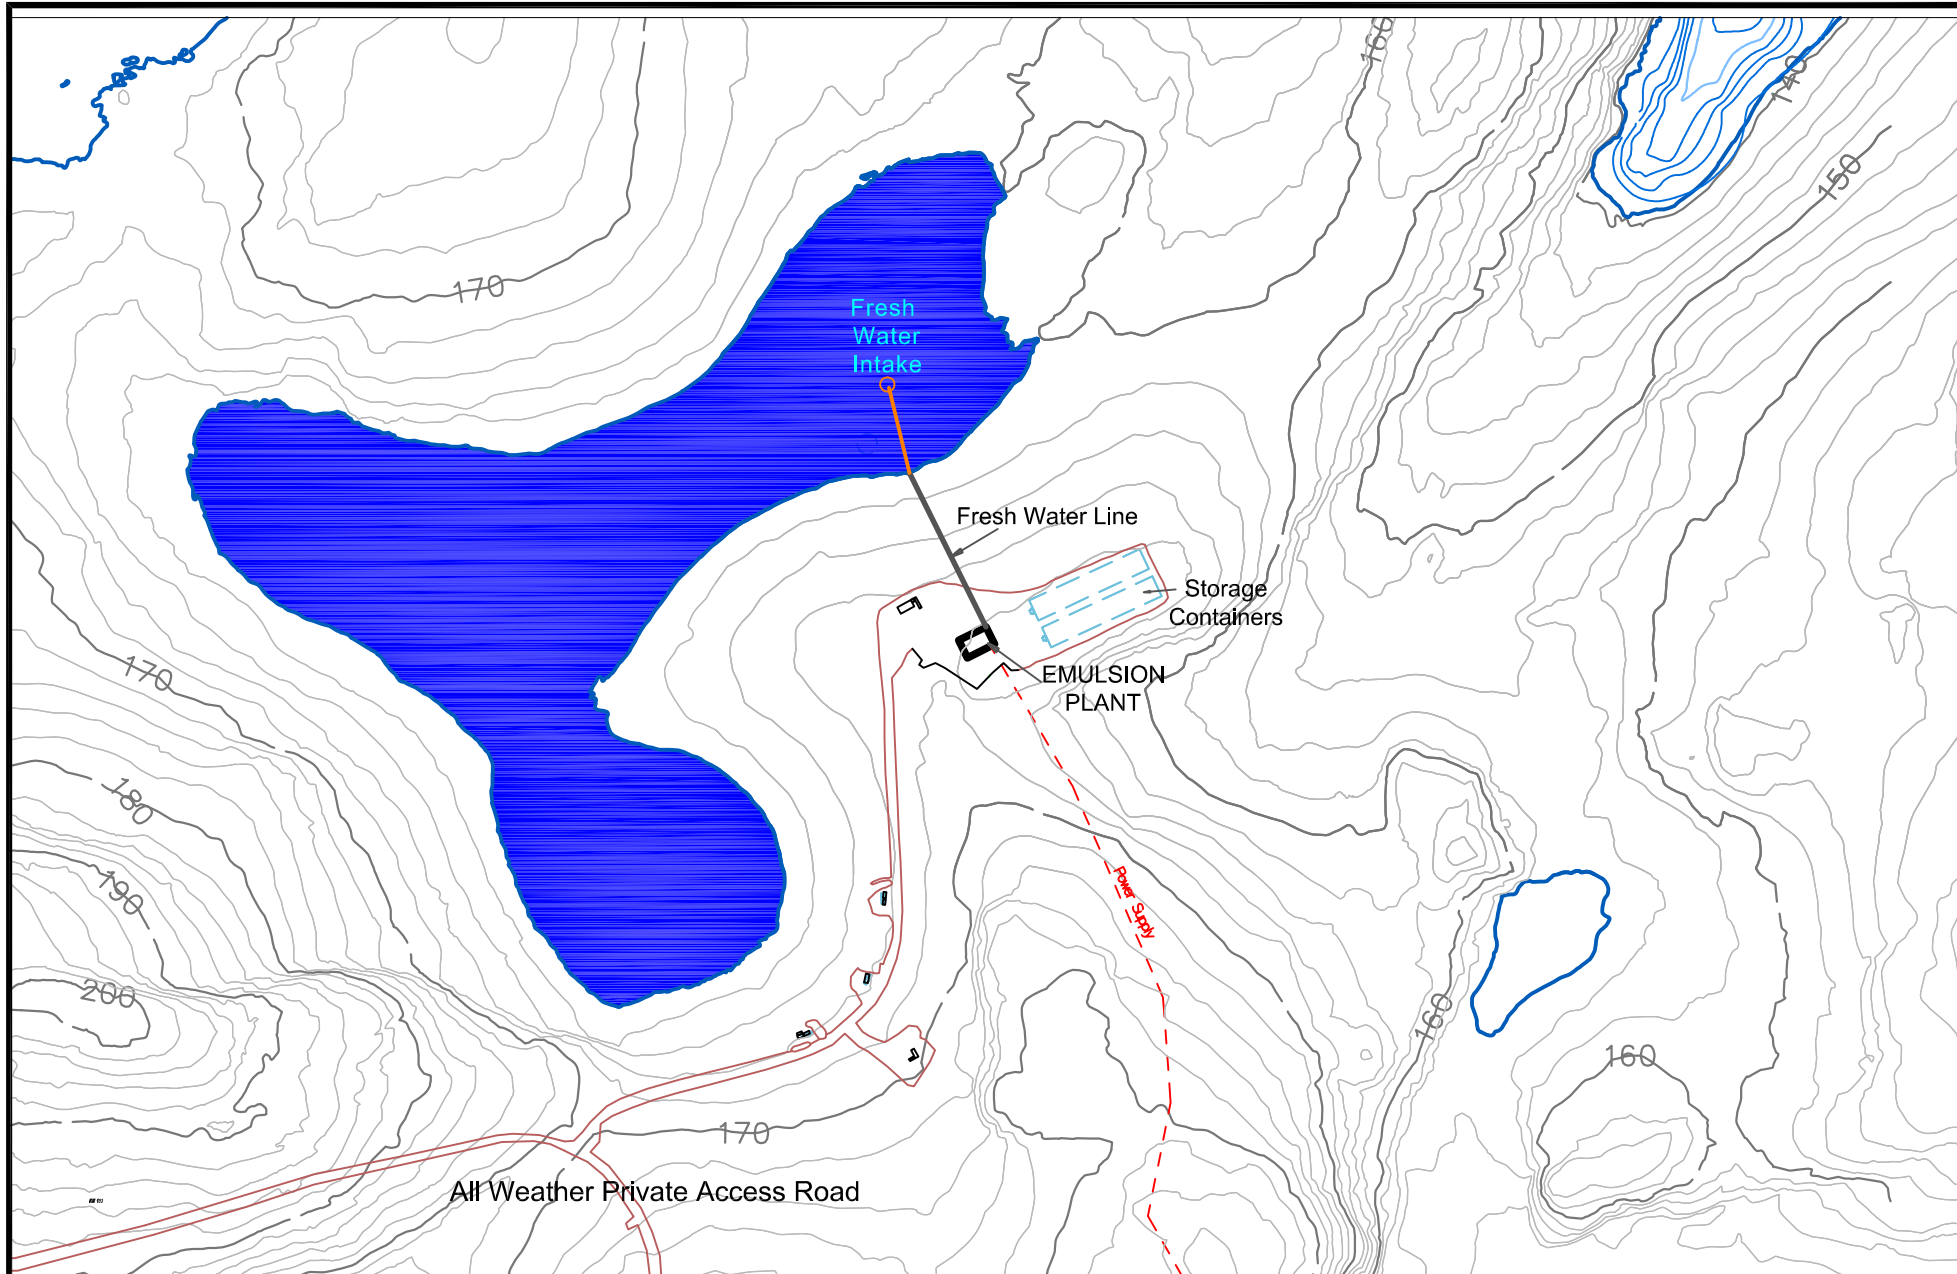 160
140
150
170
Fresh
Water
Intake
Fresh Water Line
Storage
Containers
EMULSION
PLANT
170
180
190
200
Power Supply
160
160
170
All Weather Private Access Road